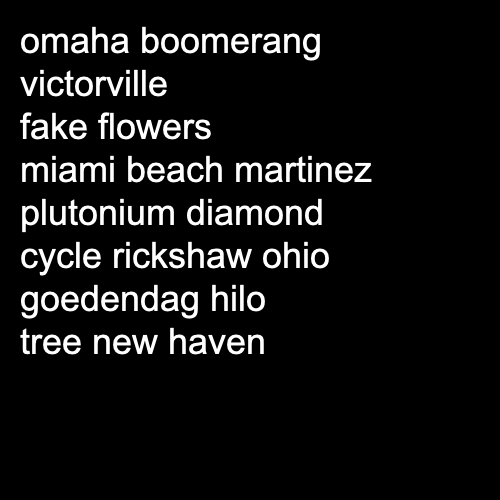 omaha boomerang
victorville
fake flowers
miami beach martinez
plutonium diamond
cycle rickshaw ohio
goedendag hilo
tree new haven